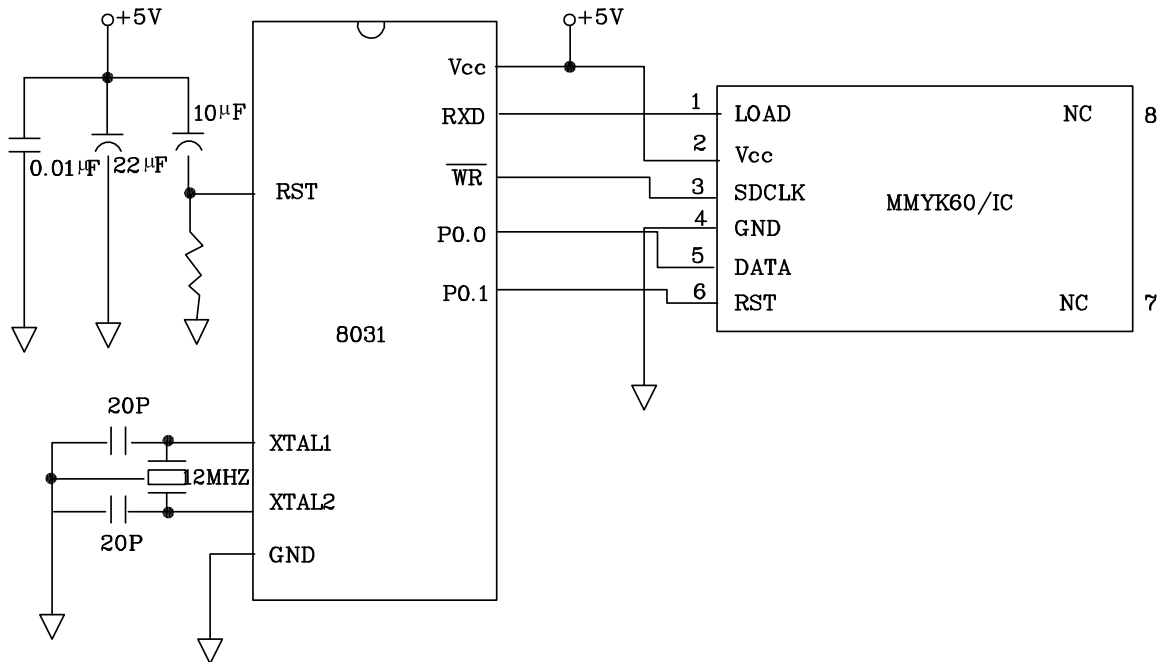 +5V
+5V
Vcc
10μF
RXD
1
LOAD
NC
8
2
Vcc
0.01μF
22μF
WR
RST
3
SDCLK
MMYK60/IC
4
GND
P0.0
5
DATA
P0.1
6
RST
NC
7
8031
20P
XTAL1
12MHZ
XTAL2
20P
GND